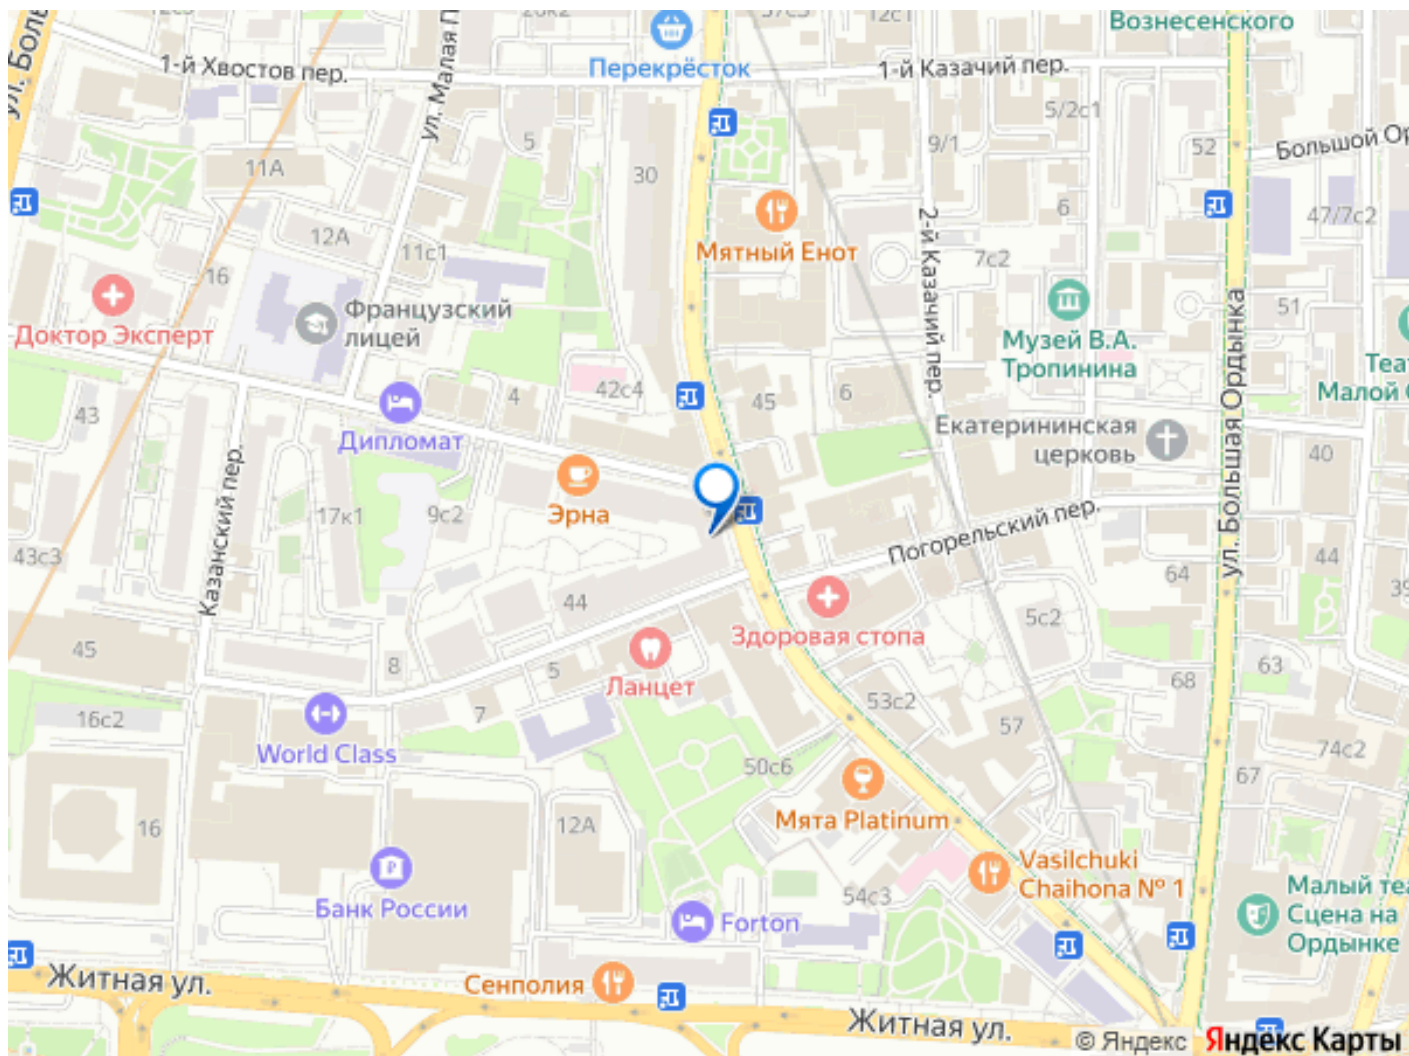 Вознесенского
12с1
Перекрёсток
1-й Хвостов пер.
1-й Казачий пер.
ул. Малая П
ул. Боль
5
5/2с1
9/1
52
Большой Ор
11А
30
6
47/7с2
12А
11с1
Мятный Енот
2-й Казачий пер.
7с2
16
Французский
лицей
Доктор Эксперт
Музей В.А.
Тропинина
51
ул. Большая Ордынка
Теа
Малой О
43
4
42с4
45
6
Дипломат
Екатерининская
церковь
40
Казанский пер.
17к1
9с2
Эрна
Погорельский пер.
43с3
44
64
44
39
5с2
Здоровая стопа
45
8
5
Ланцет
63
68
16с2
7
53с2
57
World Class
74с2
50с6
67
16
12А
Мята Platinum
Vasilchuki
Chaihona № 1
Банк России
54с3
Forton
Малый теа
Сцена на
Ордынке
Житная ул.
Сенполия
Житная ул.
© Яндекс
Яндекс Карты